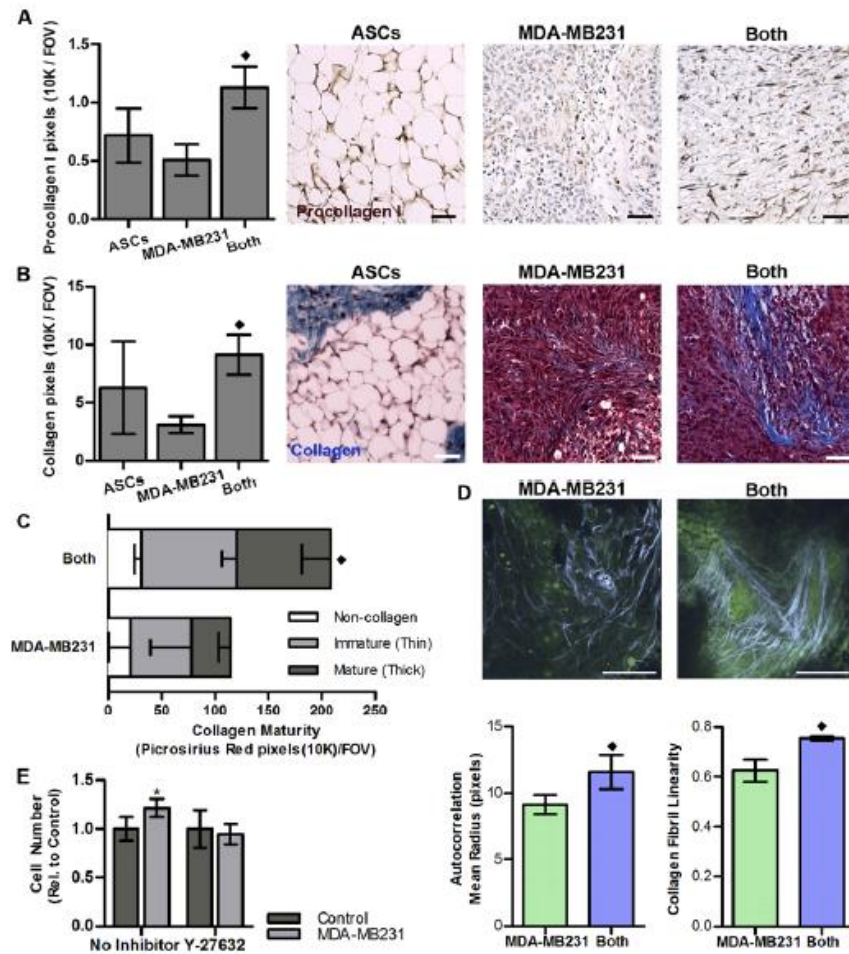 A
Procollagen I pixels (10K / FOV)
1.5
1.0
0.5
0.0
ASCs
MDA-MB231
Both
ASCs
MDA-MB231
Both
Procollagen I
B
Collagen pixels (10K / FOV)
15
10
5
0
ASCs
MDA-MB231
Both
ASCs
MDA-MB231
Both
Collagen
C
Both
MDA-MB231
Non-collagen
Immature (Thin)
Mature (Thick)
0 50 100 150 200 250
Collagen Maturity
(Picrosirius Red pixels(10K)/FOV)
D
MDA-MB231
Both
Autocorrelation
Mean Radius (pixels)
15
10
5
0
MDA-MB231 Both
Collagen Fibril Linearity
0.8
0.6
0.4
0.2
0.0
MDA-MB231 Both
E
Cell Number
(Rel. to Control)
1.5
1.0
0.5
0.0
*
No Inhibitor Y-27632
Control
MDA-MB231